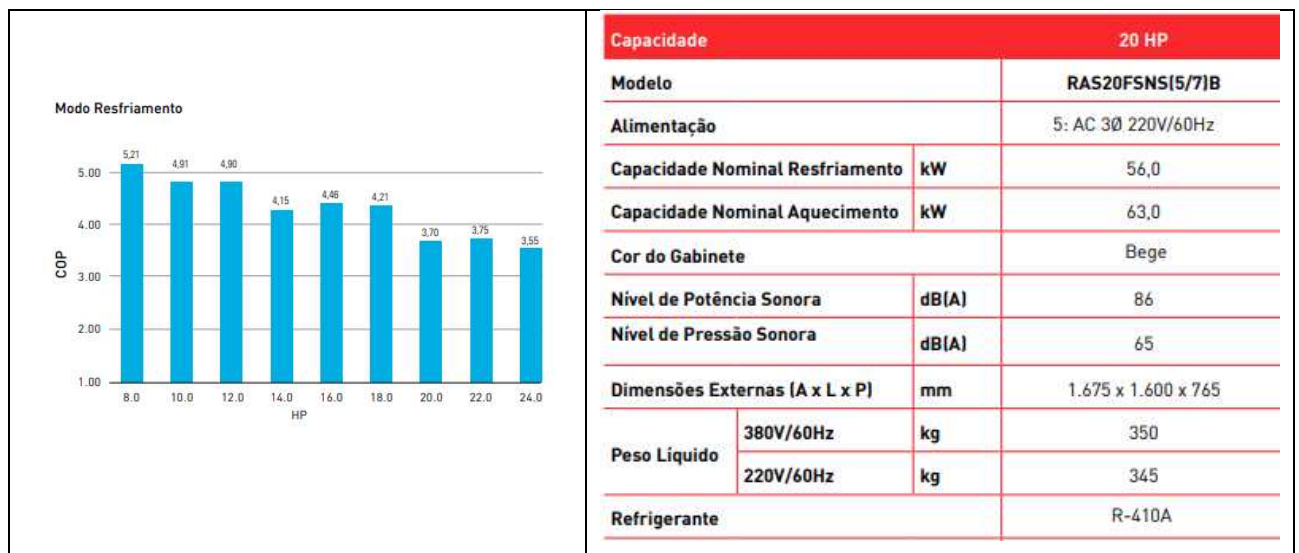 Modo Resfriamento
5,21
4,91
4,90
4,15
4,46
4,21
3,70
3,75
3,55
5.00
4.00
3.00
2.00
1.00
COP
8.0 10.0 12.0 14.0 16.0 18.0 20.0 22.0 24.0
HP
Capacidade 20 HP
Modelo RAS20FSNS(5/7)B
Alimentação 5: AC 3Ø 220V/60Hz
Capacidade Nominal Resfriamento kW 56,0
Capacidade Nominal Aquecimento kW 63,0
Cor do Gabinete Bege
Nível de Potência Sonora dB(A) 86
Nível de Pressão Sonora dB(A) 65
Dimensões Externas (A x L x P) mm 1.675 x 1.600 x 765
Peso Líquido
380V/60Hz kg 350
220V/60Hz kg 345
Refrigerante R-410A